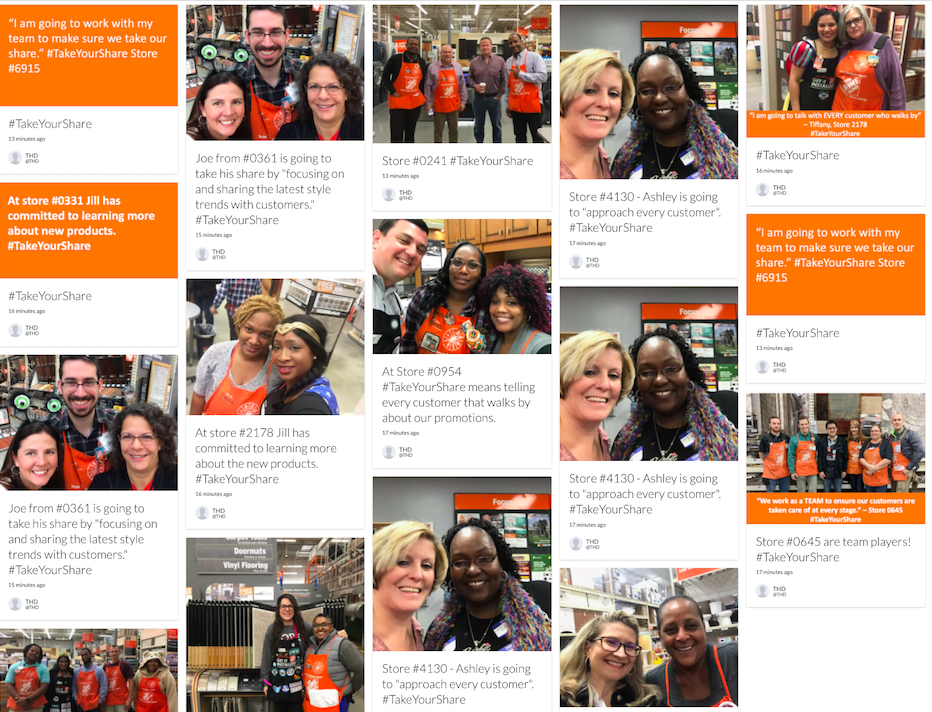 “I am going to work with my
team to make sure we take our
share.” #TakeYourShare Store
#6915
#TakeYourShare
13 minutes ago
THD
@THD
At store #0331 Jill has
committed to learning more
about new products.
#TakeYourShare
#TakeYourShare
16 minutes ago
THD
@THD
Joe from #0361 is going to
take his share by "focusing on
and sharing the latest style
trends with customers."
#TakeYourShare
15 minutes ago
THD
@THD
Joe from #0361 is going to
take his share by "focusing on
and sharing the latest style
trends with customers."
#TakeYourShare
15 minutes ago
THD
@THD
At store #2178 Jill has
committed to learning more
about the new products.
#TakeYourShare
16 minutes ago
THD
@THD
Doormats
Vinyl Flooring
Store #0241 #TakeYourShare
13 minutes ago
THD
@THD
At Store #0954
#TakeYourShare means telling
every customer that walks by
about our promotions.
17 minutes ago
THD
@THD
Focus
Store #4130 - Ashley is going
to "approach every customer".
#TakeYourShare
Focus
Store #4130 - Ashley is going
to "approach every customer".
#TakeYourShare
17 minutes ago
THD
@THD
Focus
Store #4130 - Ashley is going
to "approach every customer".
#TakeYourShare
17 minutes ago
THD
@THD
“I am going to talk with EVERY customer who walks by”
– Tiffany, Store 2178
#TakeYourShare
#TakeYourShare
16 minutes ago
THD
@THD
“I am going to work with my
team to make sure we take our
share.” #TakeYourShare Store
#6915
#TakeYourShare
13 minutes ago
THD
@THD
“We work as a TEAM to ensure our customers are
taken care of at every stage.” – Store 0645
#TakeYourShare
Store #0645 are team players!
#TakeYourShare
17 minutes ago
THD
@THD